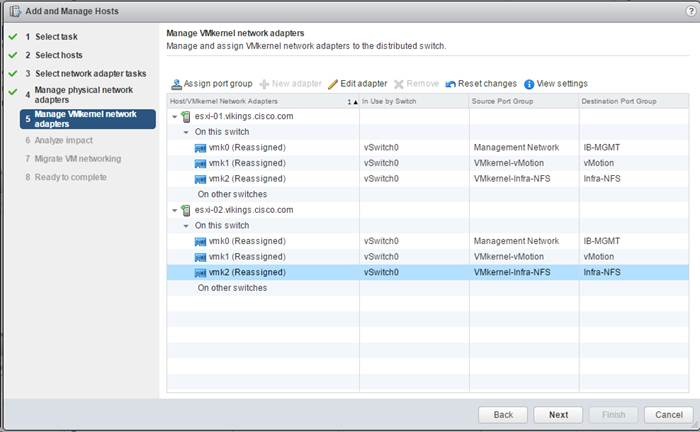 Add and Manage Hosts
1 Select task
2 Select hosts
3 Select network adapter tasks
4 Manage physical network
adapters
5 Manage VMkernel network
adapters
6 Analyze impact
7 Migrate VM networking
8 Ready to complete
Manage VMkernel network adapters
Manage and assign VMkernel network adapters to the distributed switch.
Assign port group New adapter Edit adapter Remove Reset changes View settings
Host/VMkernel Network Adapters 1 ▲ In Use by Switch Source Port Group Destination Port Group
esxi-01.vikings.cisco.com
On this switch
vmk0 (Reassigned) vSwitch0 Management Network IB-MGMT
vmk1 (Reassigned) vSwitch0 VMkernel-vMotion vMotion
vmk2 (Reassigned) vSwitch0 VMkernel-Infra-NFS Infra-NFS
On other switches
esxi-02.vikings.cisco.com
On this switch
vmk0 (Reassigned) vSwitch0 Management Network IB-MGMT
vmk1 (Reassigned) vSwitch0 VMkernel-vMotion vMotion
vmk2 (Reassigned) vSwitch0 VMkernel-Infra-NFS Infra-NFS
On other switches
Back Next Finish Cancel